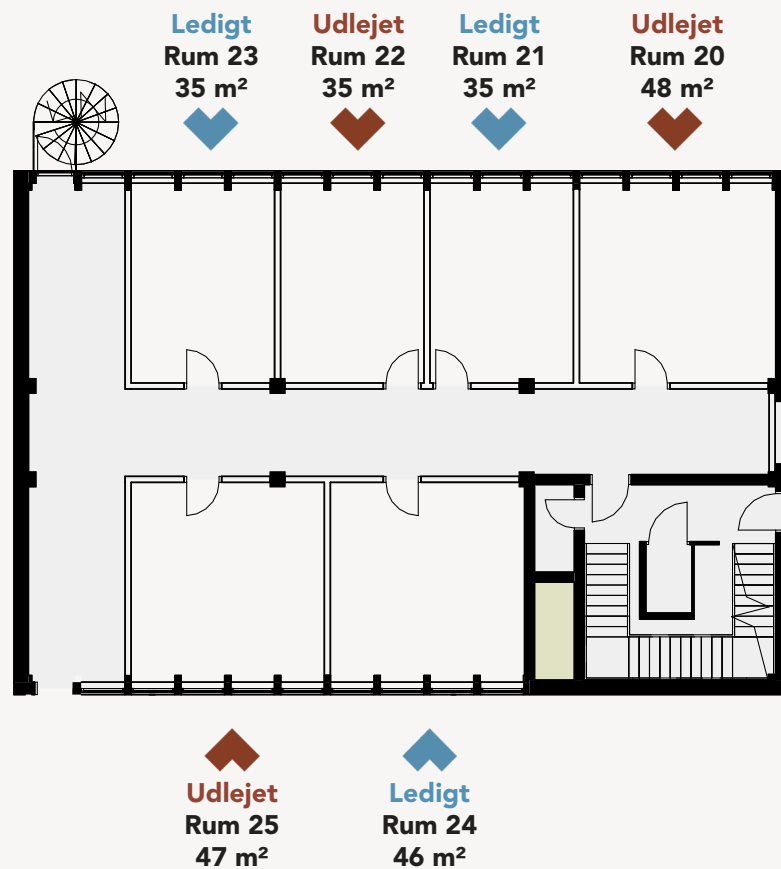 Ledigt
Rum 23
35 m²
Udlejet
Rum 22
35 m²
Ledigt
Rum 21
35 m²
Udlejet
Rum 20
48 m²
Udlejet
Rum 25
47 m²
Ledigt
Rum 24
46 m²